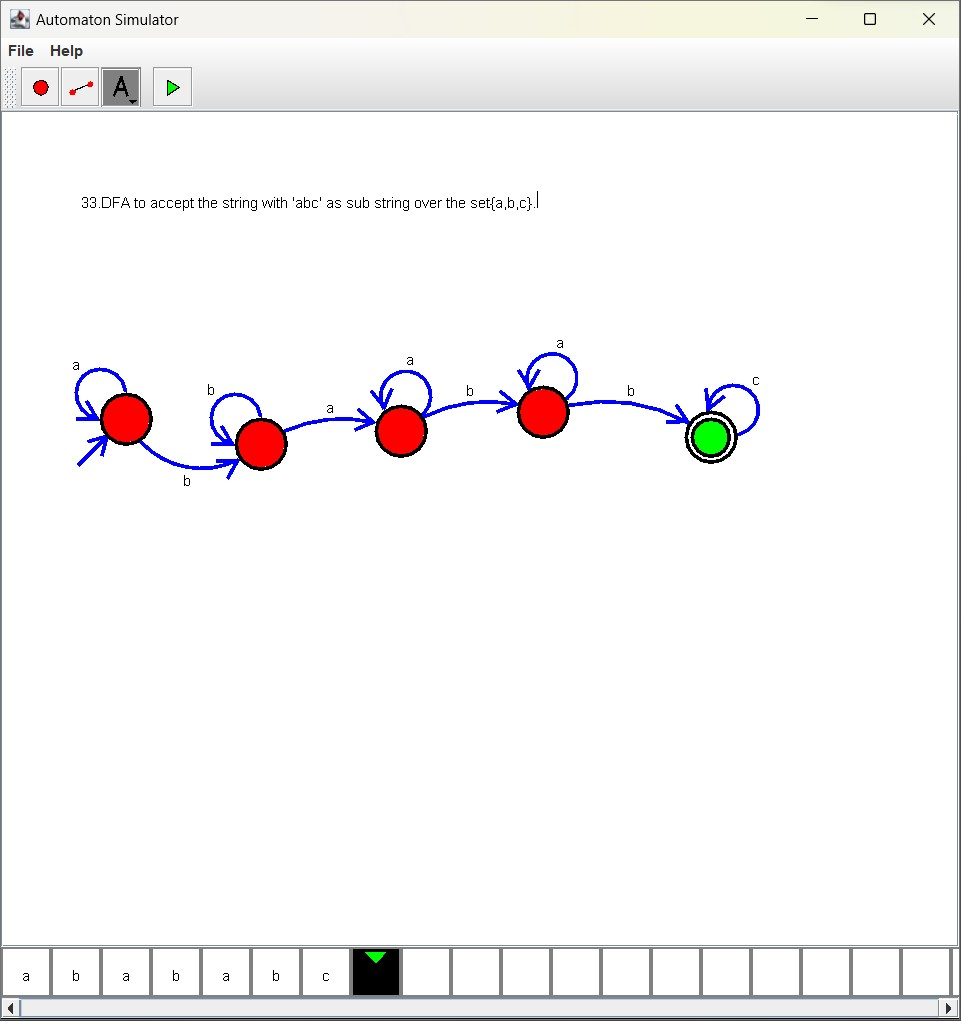 Automaton Simulator
File Help
A
33.DFA to accept the string with 'abc' as sub string over the set{a,b,c}.
a
b
b
a
a
b
a
b
c
a b a b a b c